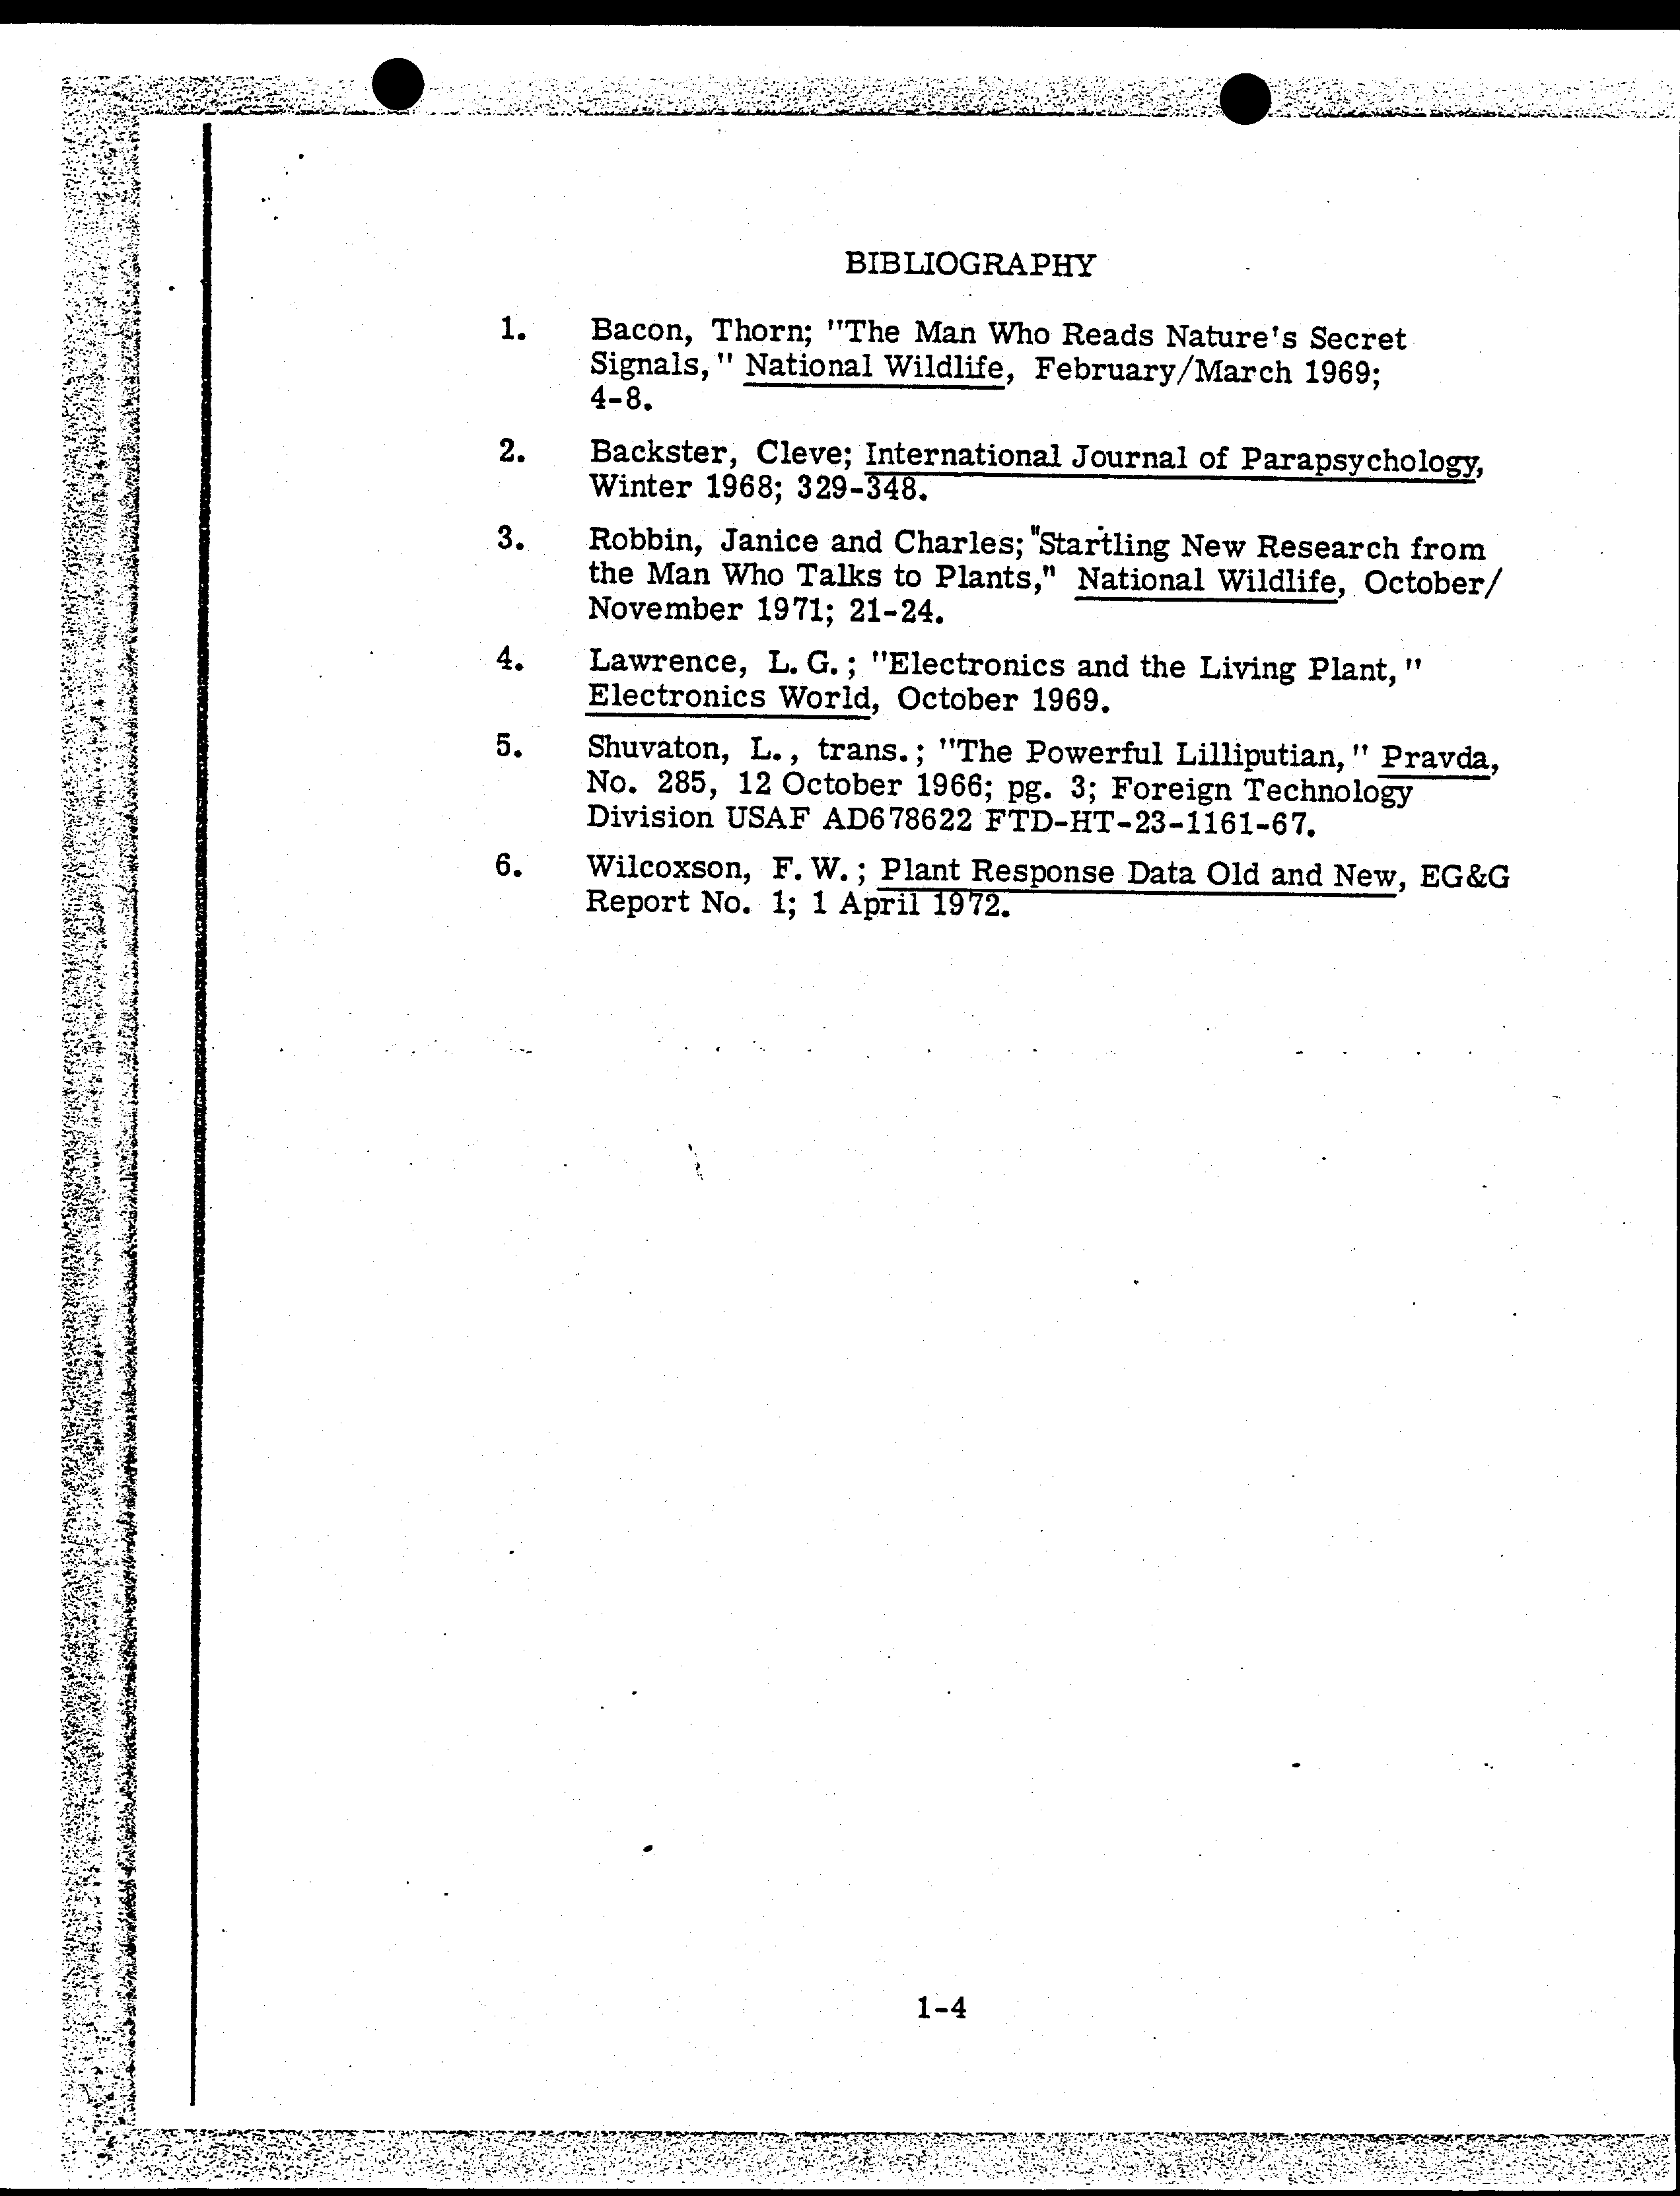 BIBLIOGRAPHY
1. Bacon, Thorn; "The Man Who Reads Nature's Secret
Signals," National Wildlife, February/March 1969;
4-8.
2. Backster, Cleve; International Journal of Parapsychology,
Winter 1968; 329-348.
3. Robbin, Janice and Charles; "Startling New Research from
the Man Who Talks to Plants," National Wildlife, October/
November 1971; 21-24.
4. Lawrence, L. G.; "Electronics and the Living Plant,"
Electronics World, October 1969.
5. Shuvaton, L., trans.; "The Powerful Lilliputian," Pravda,
No. 285, 12 October 1966; pg. 3; Foreign Technology
Division USAF AD678622 FTD-HT-23-1161-67.
6. Wilcoxson, F. W.; Plant Response Data Old and New, EG&G
Report No. 1; 1 April 1972.
1-4